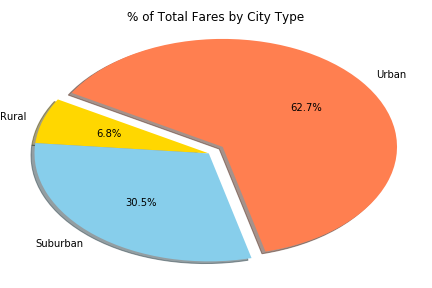 % of Total Fares by City Type
Urban
62.7%
Rural
6.8%
30.5%
Suburban